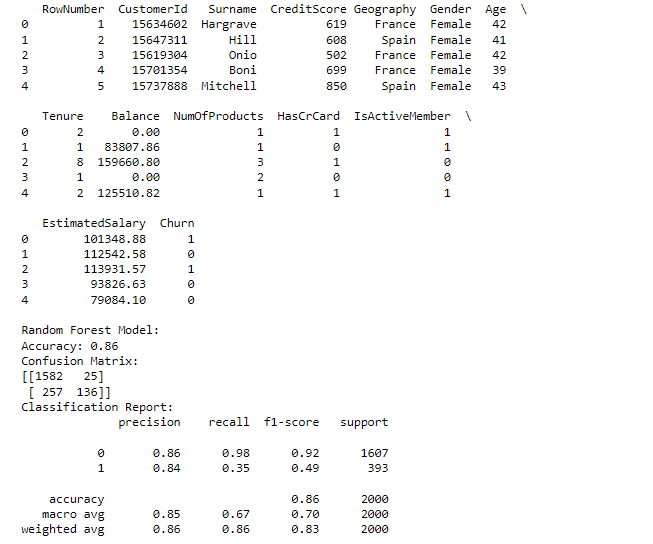 RowNumber  CustomerId   Surname  CreditScore Geography  Gender  Age  \
0          1    15634602  Hargrave          619    France  Female   42
1          2    15647311      Hill          608     Spain  Female   41
2          3    15619304      Onio          502    France  Female   42
3          4    15701354      Boni          699    France  Female   39
4          5    15737888  Mitchell          850     Spain  Female   43
   Tenure    Balance  NumOfProducts  HasCrCard  IsActiveMember  \
0       2       0.00              1          1               1
1       1   83807.86              1          0               1
2       8  159660.80              3          1               0
3       1       0.00              2          0               0
4       2  125510.82              1          1               1
   EstimatedSalary  Churn
0        101348.88      1
1        112542.58      0
2        113931.57      1
3         93826.63      0
4         79084.10      0
Random Forest Model:
Accuracy: 0.86
Confusion Matrix:
[[1582   25]
 [ 257  136]]
Classification Report:
              precision    recall  f1-score   support
           0       0.86      0.98      0.92      1607
           1       0.84      0.35      0.49       393
    accuracy                           0.86      2000
   macro avg       0.85      0.67      0.70      2000
weighted avg       0.86      0.86      0.83      2000